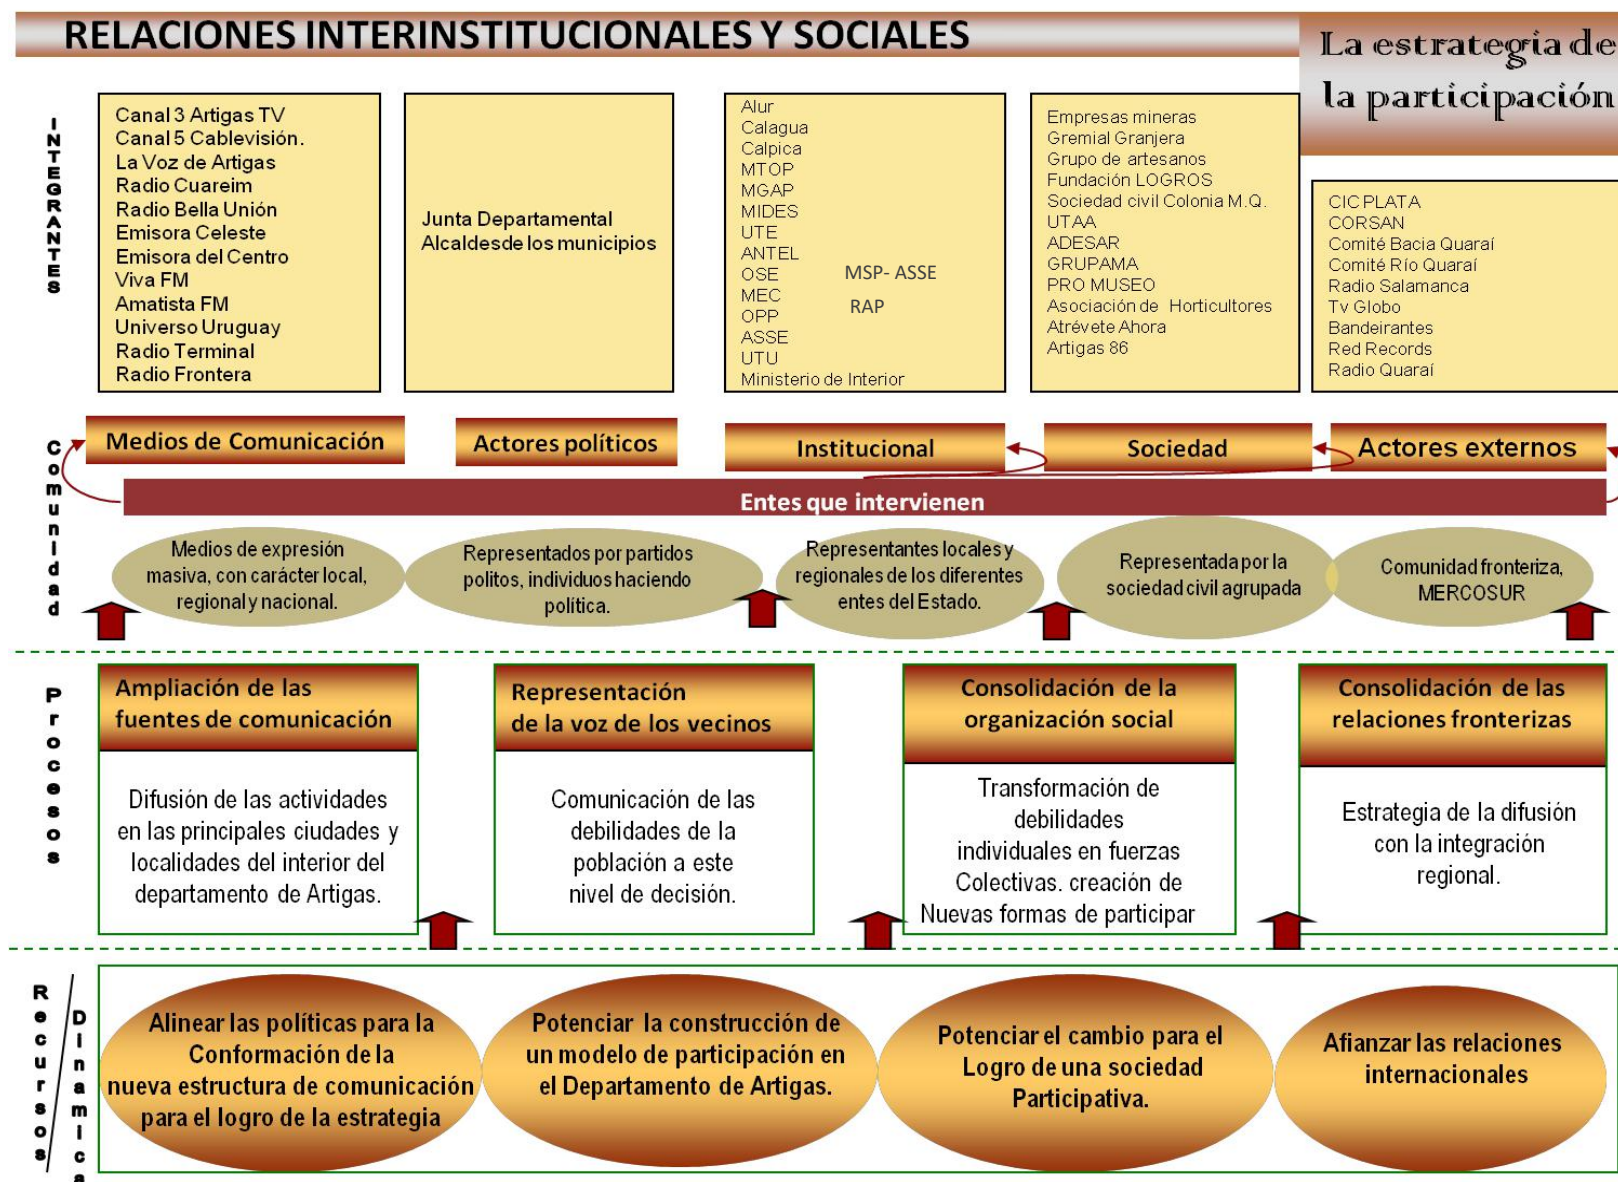 RELACIONES INTERINSTITUCIONALES Y SOCIALES
La estrategia de
la participación
INTEGRANTES
Canal 3 Artigas TV
Canal 5 Cablevisión.
La Voz de Artigas
Radio Cuareim
Radio Bella Unión
Emisora Celeste
Emisora del Centro
Viva FM
Amatista FM
Universo Uruguay
Radio Terminal
Radio Frontera
Junta Departamental
Alcaldesde los municipios
Alur
Calagua
Calpica
MTOP
MGAP
MIDES
UTE
ANTEL
OSE
MEC
OPP
ASSE
UTU
Ministerio de Interior
MSP- ASSE
RAP
Empresas mineras
Gremial Granjera
Grupo de artesanos
Fundación LOGROS
Sociedad civil Colonia M.Q.
UTAA
ADESAR
GRUPAMA
PRO MUSEO
Asociación de Horticultores
Atrévete Ahora
Artigas 86
CIC PLATA
CORSAN
Comité Bacia Quaraí
Comité Río Quaraí
Radio Salamanca
Tv Globo
Bandeirantes
Red Records
Radio Quaraí
Comunidad
Medios de Comunicación
Actores políticos
Institucional
Sociedad
Actores externos
Entes que intervienen
Medios de expresión
masiva, con carácter local,
regional y nacional.
Representados por partidos
politos, individuos haciendo
política.
Representantes locales y
regionales de los diferentes
entes del Estado.
Representada por la
sociedad civil agrupada
Comunidad fronteriza,
MERCOSUR
Procesos
Ampliación de las
fuentes de comunicación
Difusión de las actividades
en las principales ciudades y
localidades del interior del
departamento de Artigas.
Representación
de la voz de los vecinos
Comunicación de las
debilidades de la
población a este
nivel de decisión.
Consolidación de la
organización social
Transformación de
debilidades
individuales en fuerzas
Colectivas. creación de
Nuevas formas de participar
Consolidación de las
relaciones fronterizas
Estrategia de la difusión
con la integración
regional.
Recursos
Dinamica
Alinear las políticas para la
Conformación de la
nueva estructura de comunicación
para el logro de la estrategia
Potenciar la construcción de
un modelo de participación en
el Departamento de Artigas.
Potenciar el cambio para el
Logro de una sociedad
Participativa.
Afianzar las relaciones
internacionales